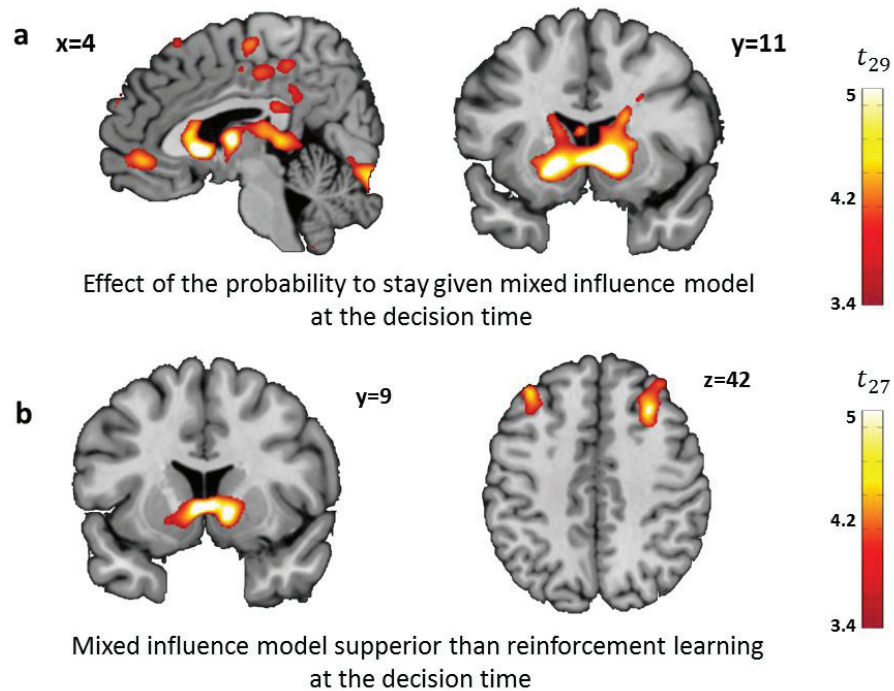 a
x=4
y=11
t29
5
4.2
3.4
Effect of the probability to stay given mixed influence model
at the decision time
b
y=9
z=42
t27
5
4.2
3.4
Mixed influence model supperior than reinforcement learning
at the decision time